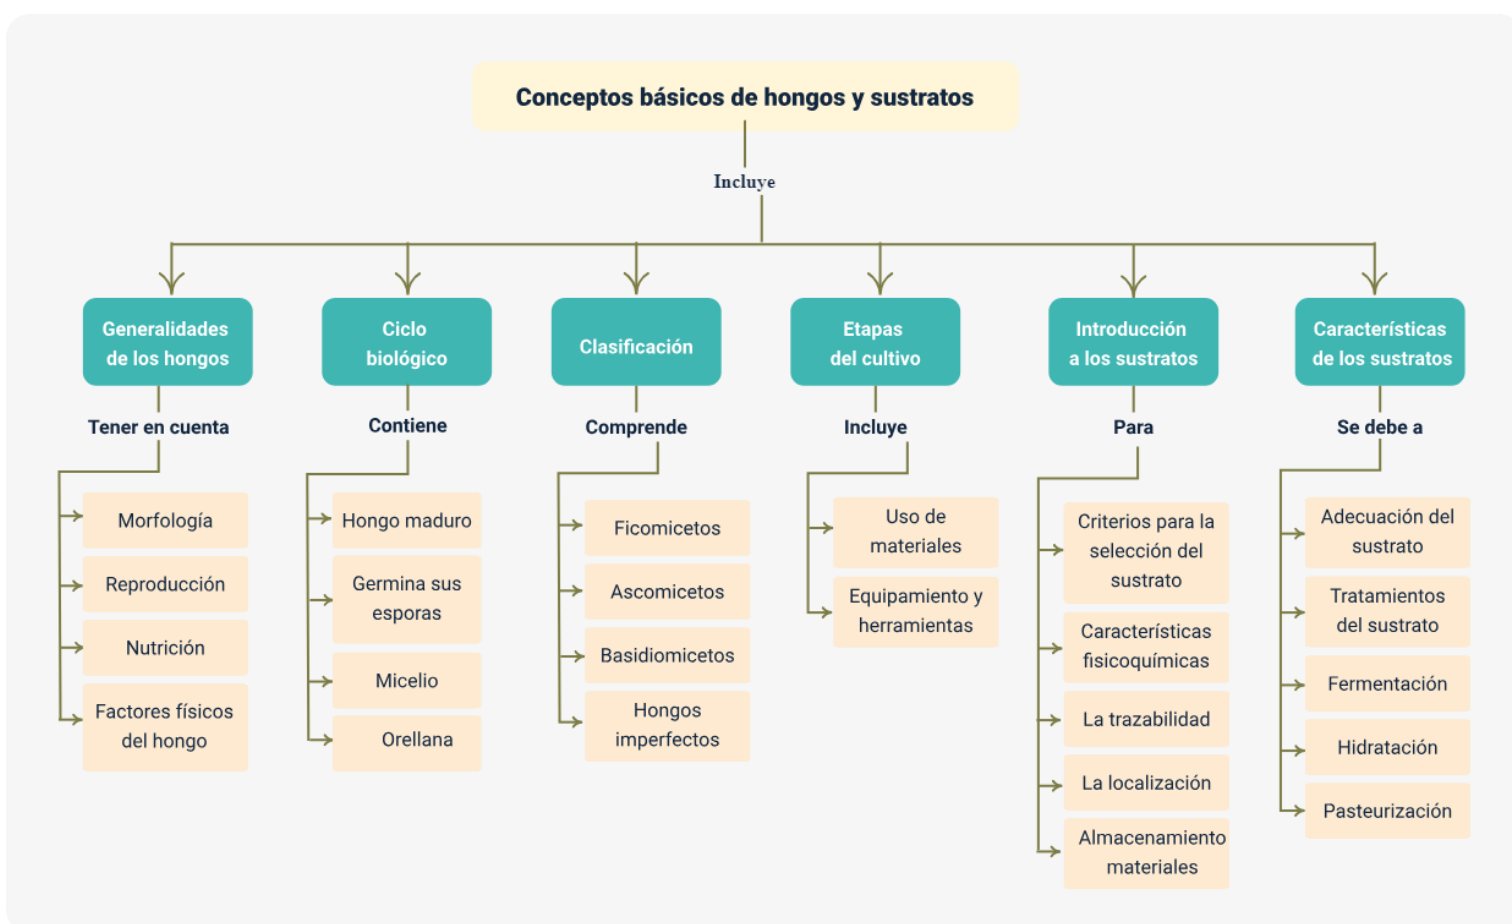 Conceptos básicos de hongos y sustratos
Incluye
Generalidades
de los hongos
Tener en cuenta
Morfología
Reproducción
Nutrición
Factores físicos
del hongo
Ciclo
biológico
Contiene
Hongo maduro
Germina sus
esporas
Micelio
Orellana
Clasificación
Comprende
Ficomicetos
Ascomicetos
Basidiomicetos
Hongos
imperfectos
Etapas
del cultivo
Incluye
Uso de
materiales
Equipamiento y
herramientas
Introducción
a los sustratos
Para
Criterios para la
selección del
sustrato
Características
fisicoquímicas
La trazabilidad
La localización
Almacenamiento
materiales
Características
de los sustratos
Se debe a
Adecuación del
sustrato
Tratamientos
del sustrato
Fermentación
Hidratación
Pasteurización